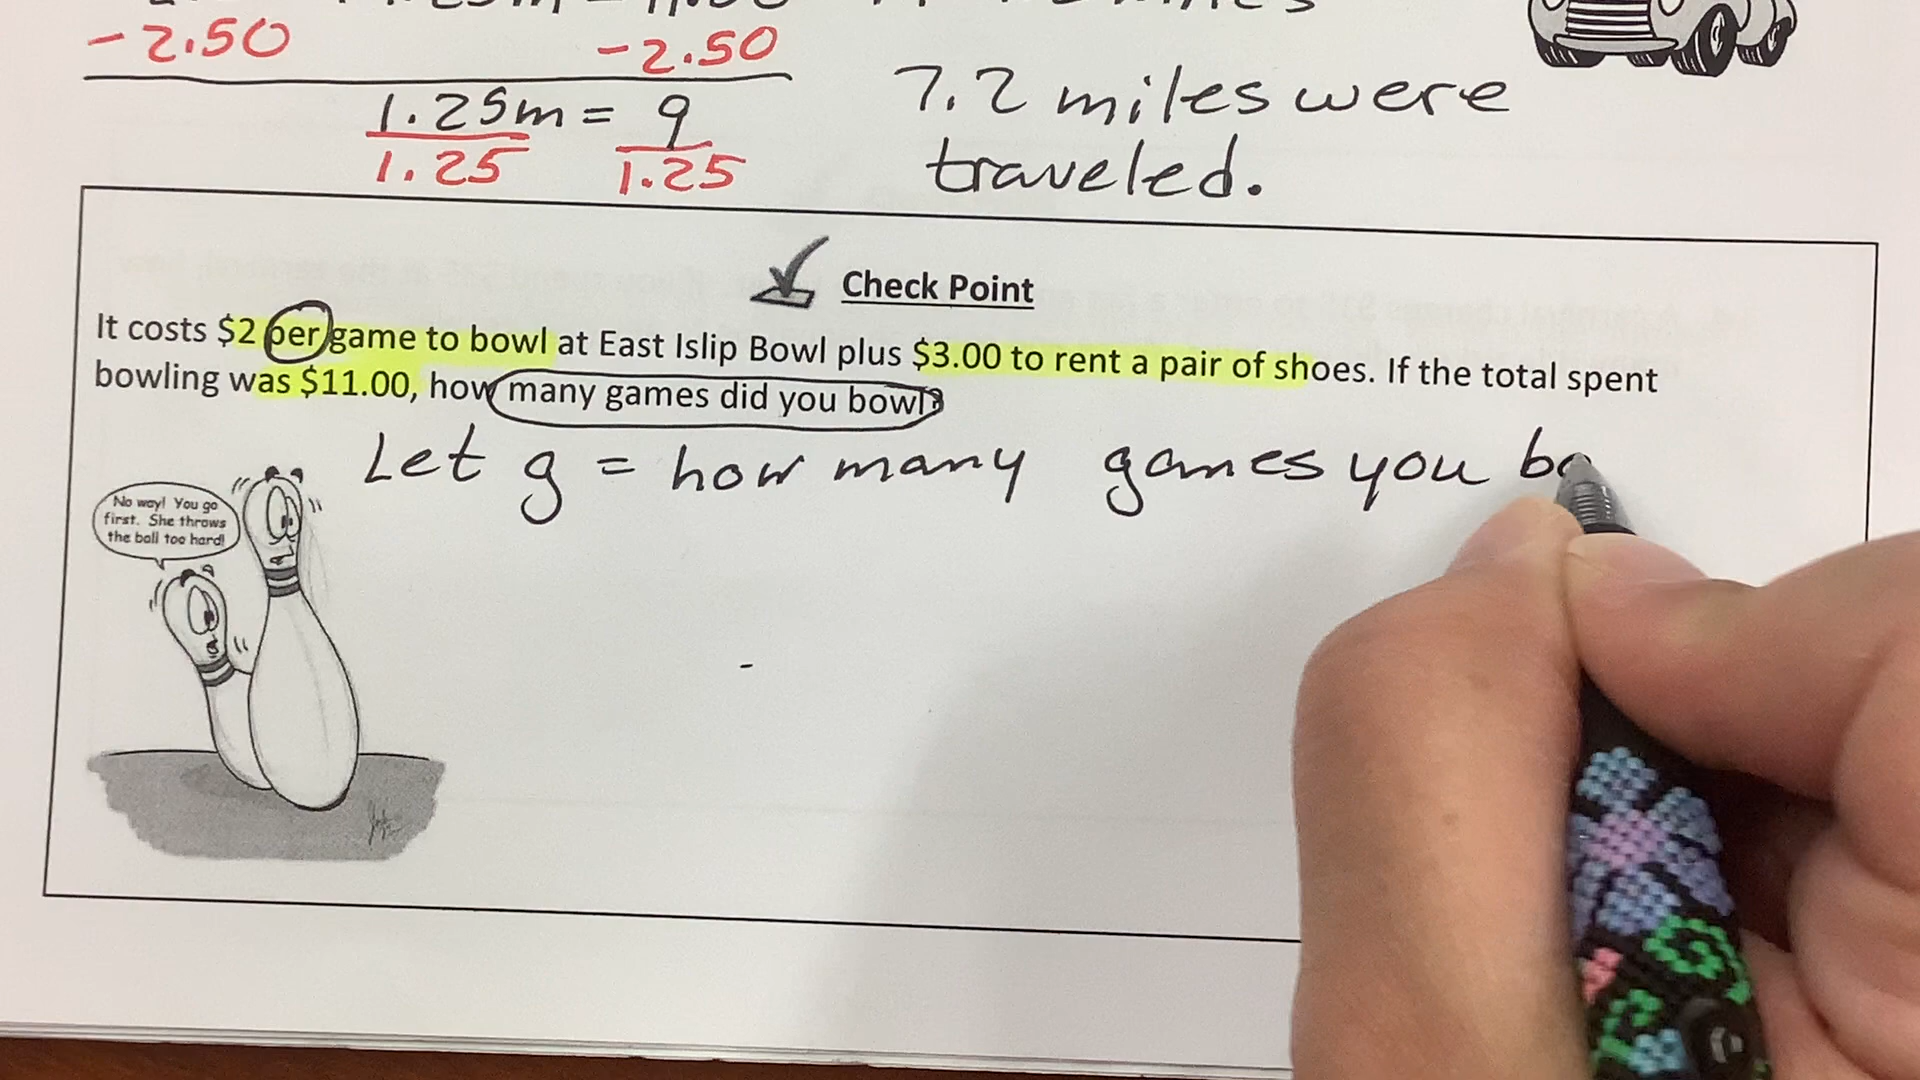 -2.50 -2.50
1.25m = 9
1.25 1.25
7.2 miles were
traveled.
Check Point
It costs $2 per game to bowl at East Islip Bowl plus $3.00 to rent a pair of shoes. If the total spent
bowling was $11.00, how many games did you bowl?
Let g = how many games you bo
No way! You go
first. She throws
the ball too hard!